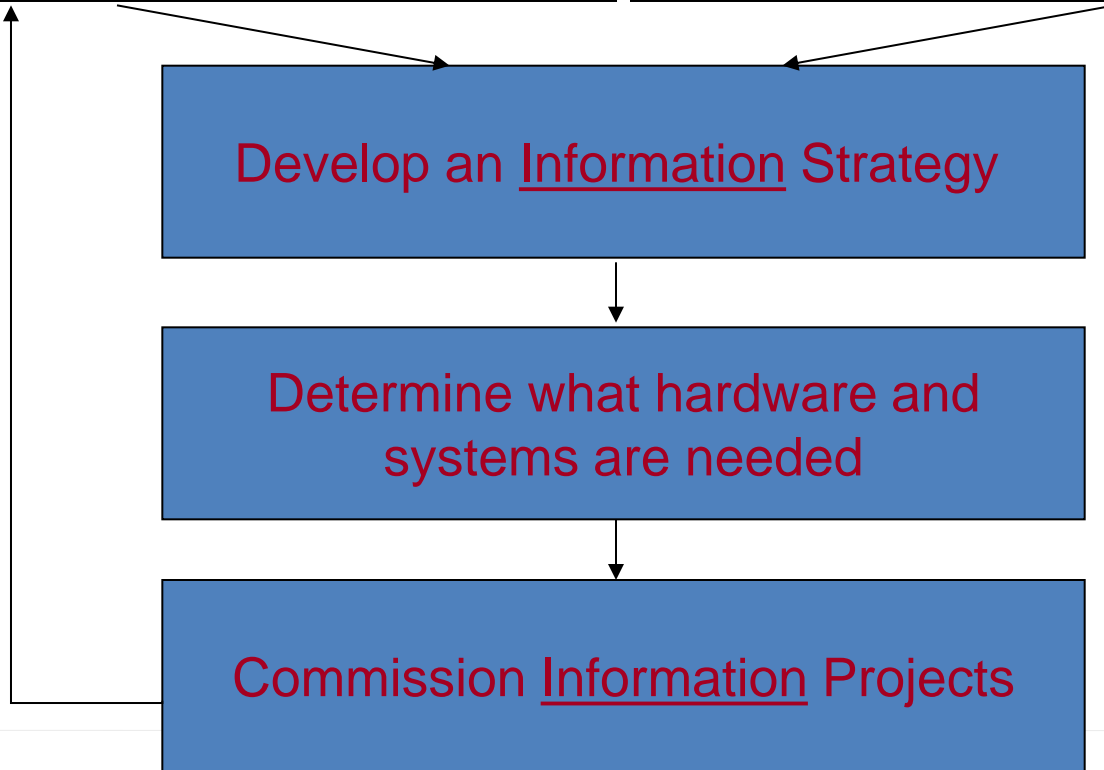 Develop an Information Strategy
Determine what hardware and
systems are needed
Commission Information Projects